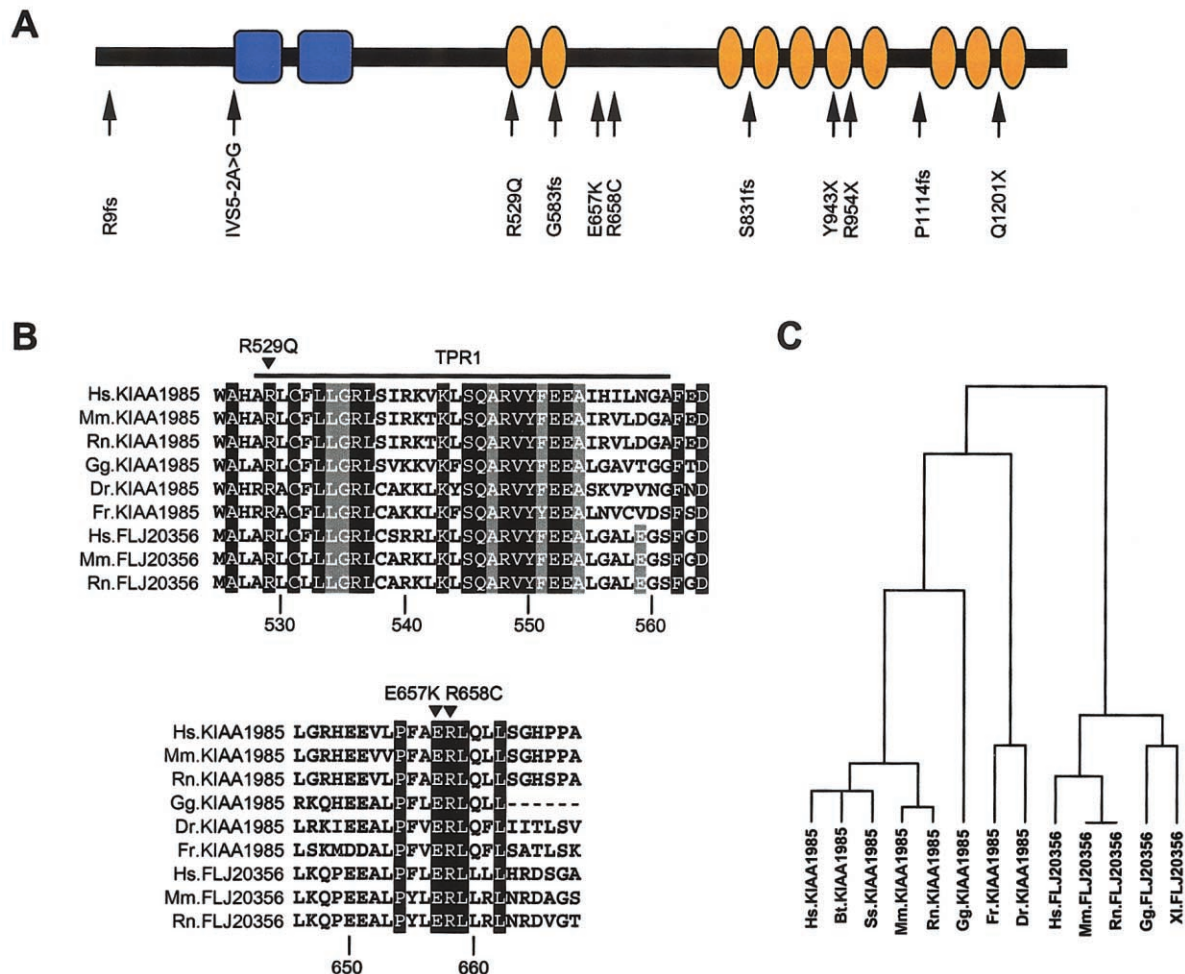 A
R9fs
IVS5-2A>G
R529Q
G583fs
E657K
R658C
S831fs
Y943X
R954X
P1114fs
Q1201X
B
R529Q
TPR1
Hs.KIAA1985 WAHARLCFLLGRLSIRKVKLSQARVYFEEAIHILNGAFED
Mm.KIAA1985 WAHARLCFLLGRLSIRKTKLSQARVYFEEAIRVLDGAFED
Rn.KIAA1985 WAHARLCFLLGRLSIRKTKLSQARVYFEEAIRVLDGAFED
Gg.KIAA1985 WALARLCFLLGRLSVKKVKFSQARVYFEEALGAVTGGFTD
Dr.KIAA1985 WAHRRACFLLGRLCAKKLKYSQARVYFEEASKVPVNGFND
Fr.KIAA1985 WAHRRACFLLGRLCAKKLKFSQAYVYFEEALNVCVDSFSD
Hs.FLJ20356 MALARLCLLLGRLCSRRLKLSQARVYFEEALGALEGSFGD
Mm.FLJ20356 MALARLCLLLGRLCARKLKLSQARVYFEEALGALEGSFGD
Rn.FLJ20356 MALARLCLLLGRLCARKLKLSQARVYFEEALGALEGSFGD
530 540 550 560
E657K R658C
Hs.KIAA1985 LGRHEEVLPFAERLQLLSGHPPA
Mm.KIAA1985 LGRHEEVVPFAERLQLLSGHPPA
Rn.KIAA1985 LGRHEEVLPFAERLQLLSGHSPA
Gg.KIAA1985 RKQHEEALPFLERLQLL------
Dr.KIAA1985 LRKIEEALPFVERLQFLIITLSV
Fr.KIAA1985 LSKMDDALPFVERLQFLSATLSK
Hs.FLJ20356 LKQPEEALPFLERLLLLHRDSGA
Mm.FLJ20356 LKQPEEALPYLERLLRLNRDAGS
Rn.FLJ20356 LKQPEEALPYLERLLRLNRDVGT
650 660
C
Hs.KIAA1985
Bt.KIAA1985
Ss.KIAA1985
Mm.KIAA1985
Rn.KIAA1985
Gg.KIAA1985
Fr.KIAA1985
Dr.KIAA1985
Hs.FLJ20356
Mm.FLJ20356
Rn.FLJ20356
Gg.FLJ20356
Xl.FLJ20356